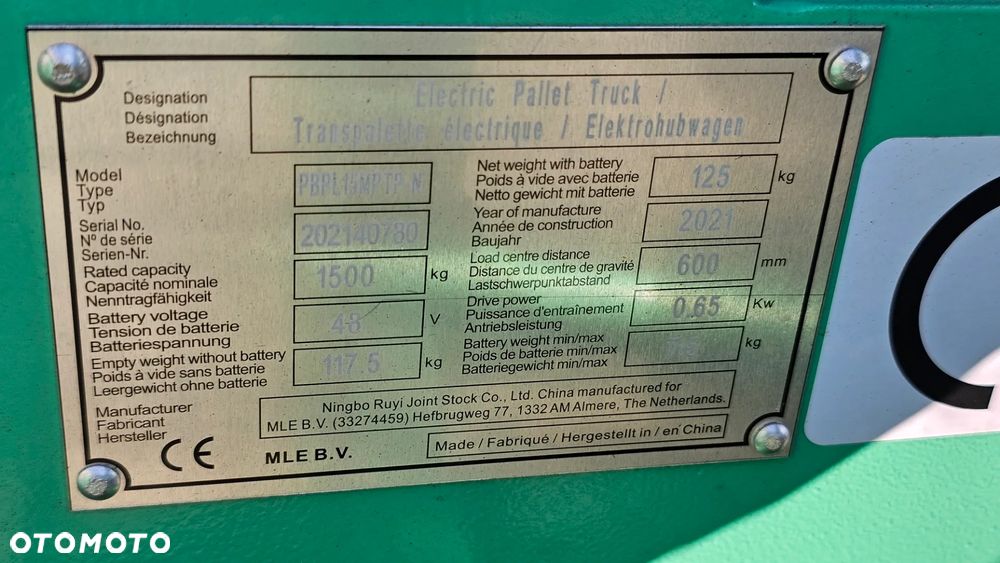 Designation
Désignation
Bezeichnung
Electric Pallet Truck /
Transpalette électrique / Elektrohubwagen
Model
Type
Typ
PBPL15MPTP-N
Net weight with battery
Poids à vide avec batterie
Netto gewicht mit batterie
125 kg
Serial No.
Nº de série
Serien-Nr.
202140780
Year of manufacture
Année de construction
Baujahr
2021
Rated capacity
Capacité nominale
Nenntragfähigkeit
1500 kg
Load centre distance
Distance du centre de gravité
Lastschwerpunktabstand
600 mm
Battery voltage
Tension de batterie
Batteriespannung
48 V
Drive power
Puissance d'entraînement
Antriebsleistung
0.65 Kw
Empty weight without battery
Poids à vide sans batterie
Leergewicht ohne batterie
117.5 kg
Battery weight min/max
Poids de batterie min/max
Batteriegewicht min/max
kg
Manufacturer
Fabricant
Hersteller
Ningbo Ruyi Joint Stock Co., Ltd. China manufactured for
MLE B.V. (33274459) Hefbrugweg 77, 1332 AM Almere, The Netherlands.
CE
MLE B.V.
Made / Fabriqué / Hergestellt in / en China
OTOMOTO